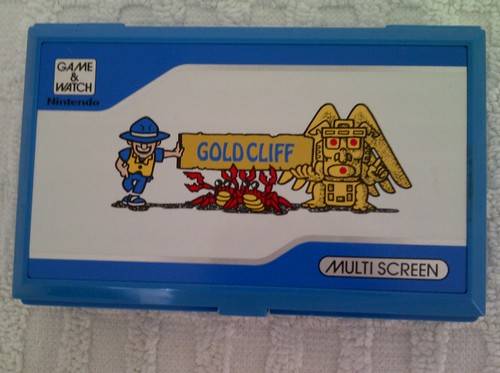 GAME
&
WATCH
Nintendo
GOLD CLIFF
MULTI SCREEN